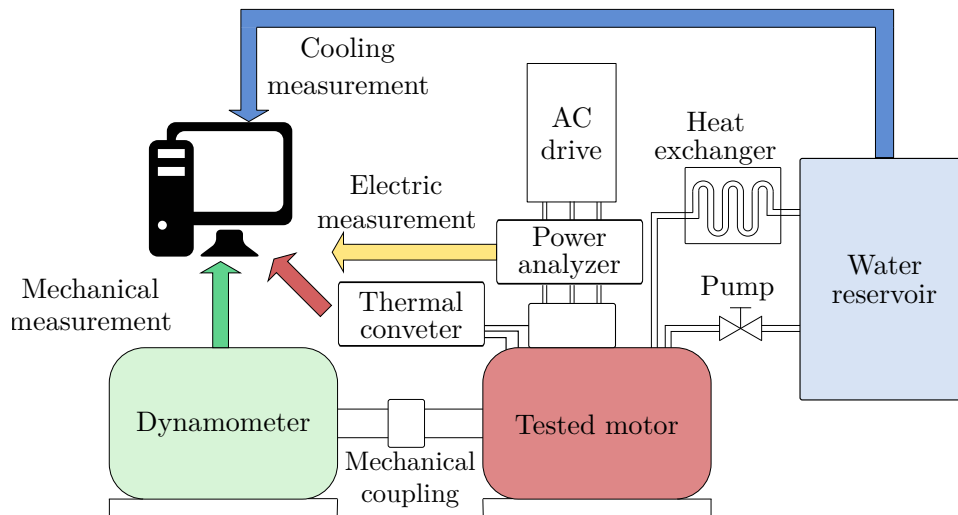 Cooling
measurement
AC
drive
Heat
exchanger
Electric
measurement
Power
analyzer
Water
reservoir
Mechanical
measurement
Thermal
conveter
Pump
Dynamometer
Tested motor
Mechanical
coupling